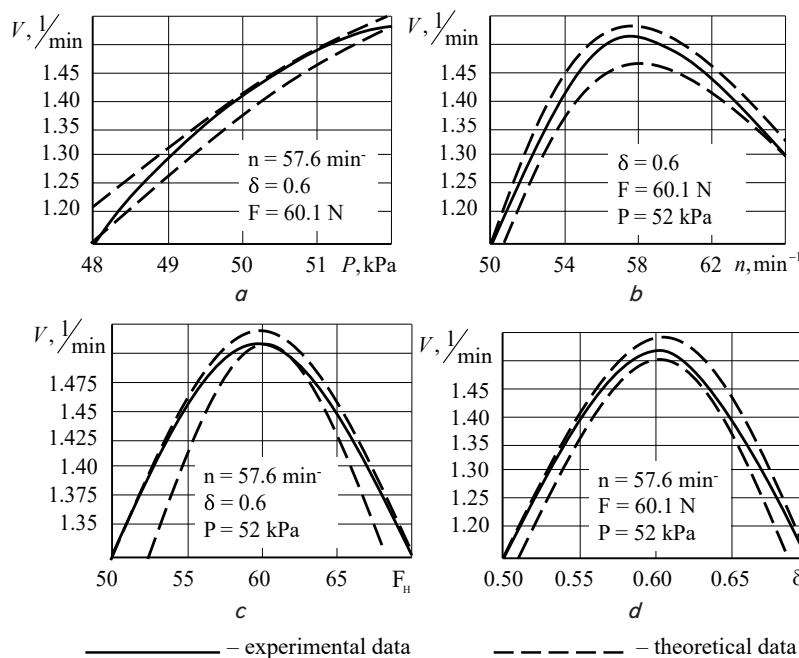 V, 1/min
1.45
1.40
1.35
1.30
1.25
1.20
n = 57.6 min-
δ = 0.6
F = 60.1 N
48 49 50 51 P, kPa
a
V, 1/min
1.45
1.40
1.35
1.30
1.25
1.20
δ = 0.6
F = 60.1 N
P = 52 kPa
50 54 58 62 n, min⁻¹
b
V, 1/min
1.475
1.45
1.425
1.40
1.375
1.35
n = 57.6 min-
δ = 0.6
P = 52 kPa
50 55 60 65 Fн
c
V, 1/min
1.45
1.40
1.35
1.30
1.25
1.20
n = 57.6 min-
F = 60.1 N
P = 52 kPa
0.50 0.55 0.60 0.65 δ
d
– experimental data – theoretical data